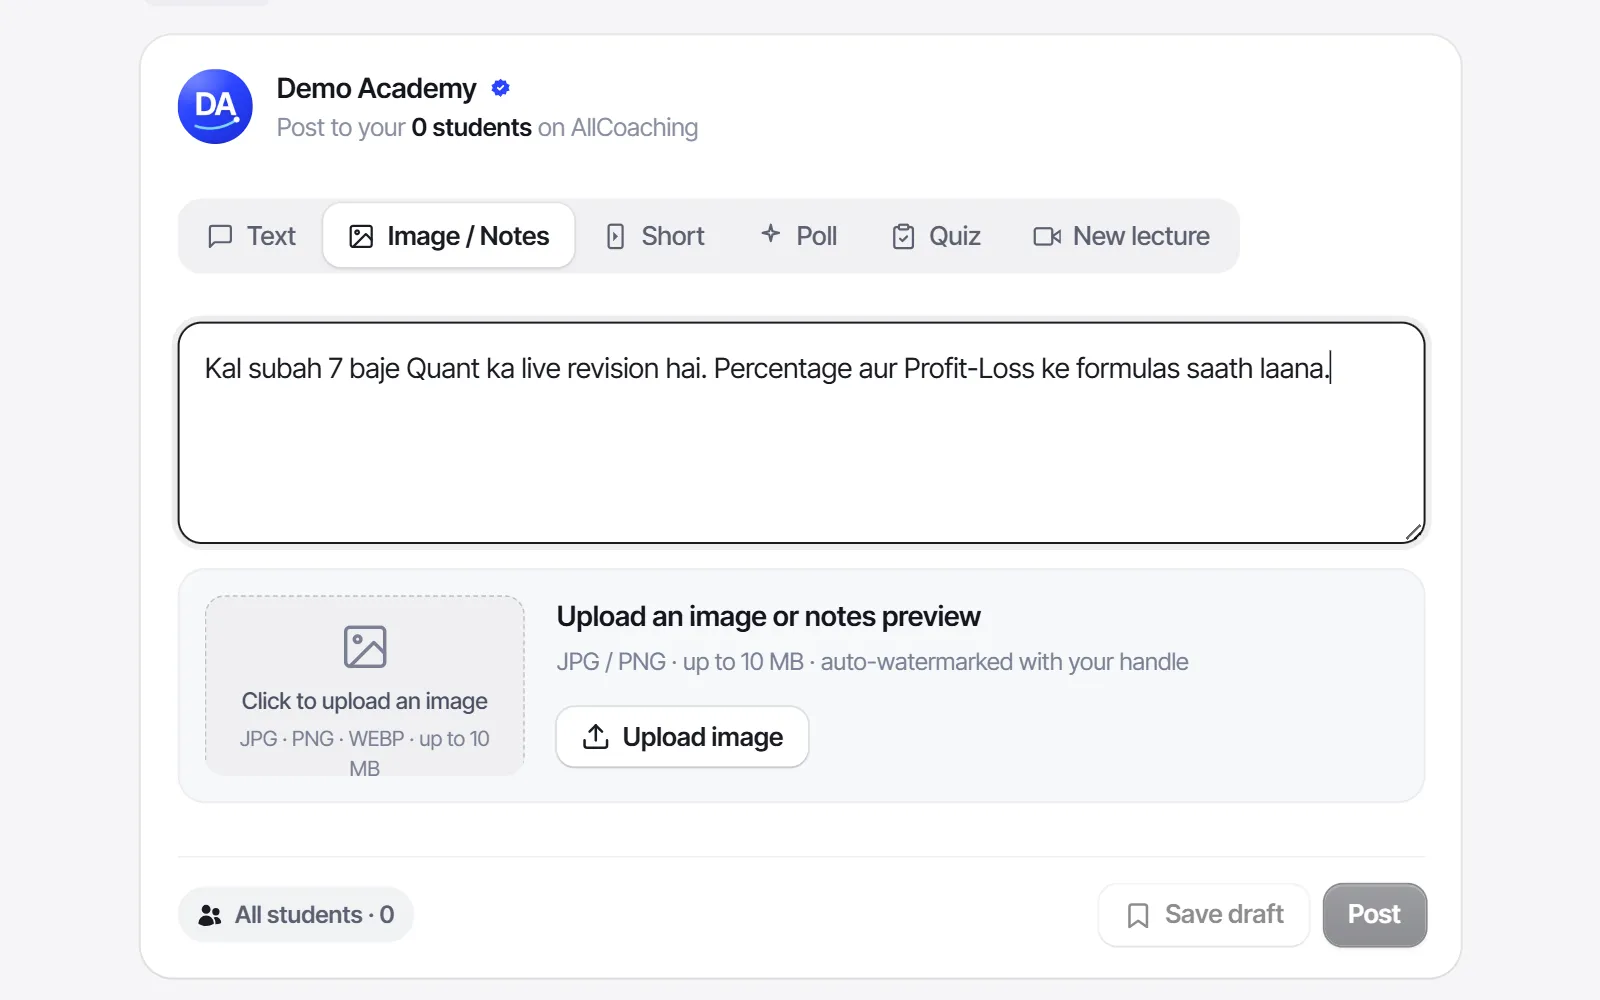 DA
Demo Academy
Post to your 0 students on AllCoaching
Text
Image / Notes
Short
Poll
Quiz
New lecture
Kal subah 7 baje Quant ka live revision hai. Percentage aur Profit-Loss ke formulas saath laana.
Click to upload an image
JPG · PNG · WEBP · up to 10
MB
Upload an image or notes preview
JPG / PNG · up to 10 MB · auto-watermarked with your handle
Upload image
All students · 0
Save draft
Post